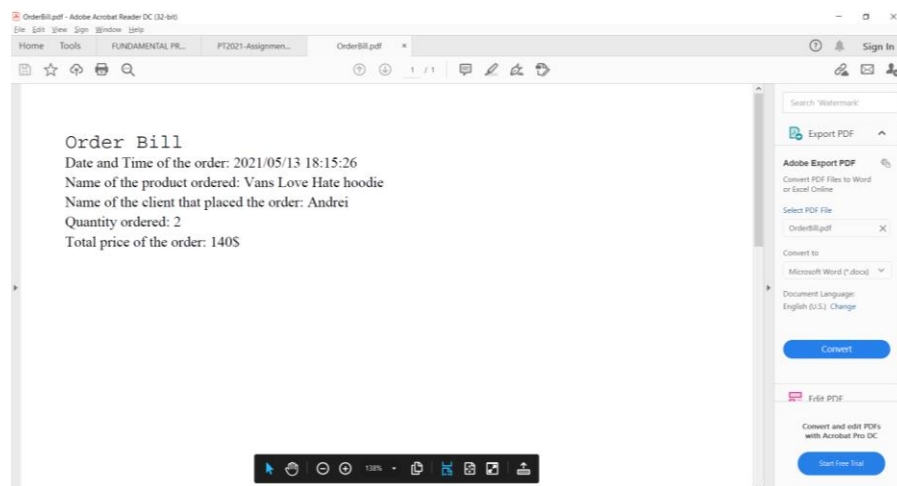 OrderBill.pdf - Adobe Acrobat Reader DC (32-bit)
File Edit View Sign Window Help
Home Tools FUNDAMENTAL PR... PT2021-Assignmen... OrderBill.pdf × Sign In
1 / 1
Order Bill
Date and Time of the order: 2021/05/13 18:15:26
Name of the product ordered: Vans Love Hate hoodie
Name of the client that placed the order: Andrei
Quantity ordered: 2
Total price of the order: 140$
138%
Search 'Watermark'
Export PDF
Adobe Export PDF
Convert PDF Files to Word
or Excel Online
Select PDF File
OrderBill.pdf
Convert to
Microsoft Word (*.docx)
Document Language:
English (U.S.) Change
Convert
Edit PDF
Convert and edit PDFs
with Acrobat Pro DC
Start Free Trial